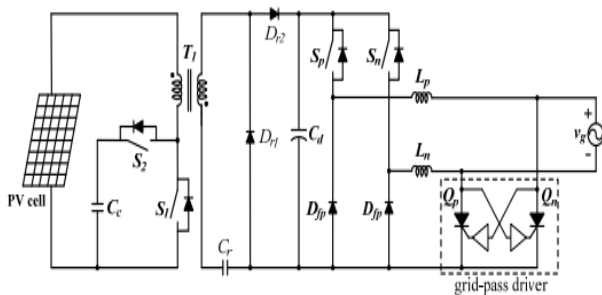 T1
Dr2
Sp
Sn
Lp
+
vg
-
Dr1
Cd
Ln
S2
PV cell
Cc
S1
Dfp
Dfp
Qp
Qn
Cr
grid-pass driver